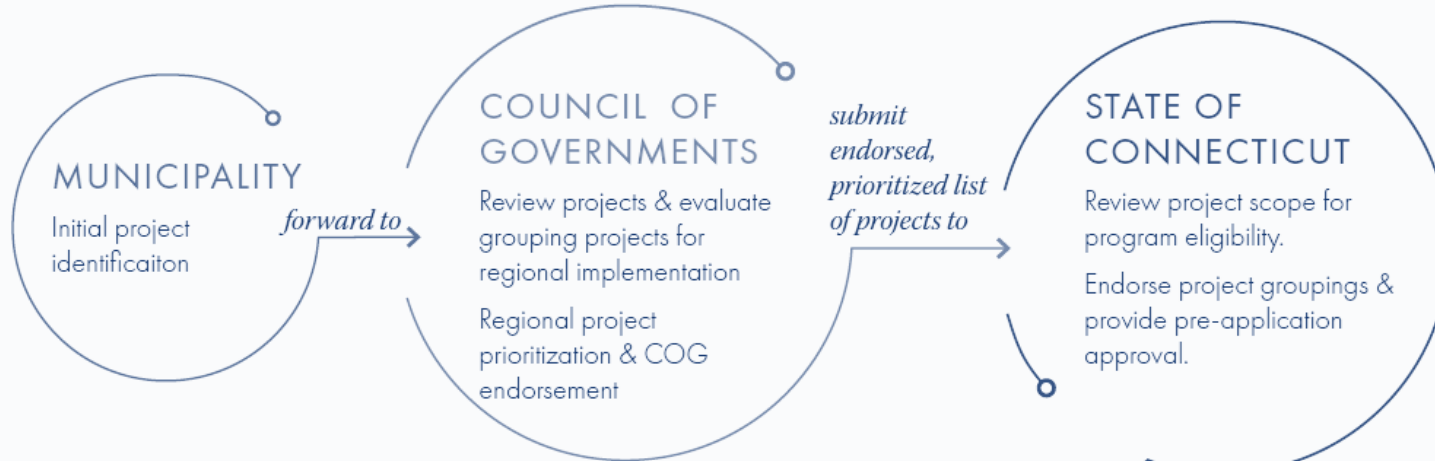 MUNICIPALITY
Initial project
identificaiton
forward to
COUNCIL OF
GOVERNMENTS
Review projects & evaluate
grouping projects for
regional implementation
Regional project
prioritization & COG
endorsement
submit
endorsed,
prioritized list
of projects to
STATE OF
CONNECTICUT
Review project scope for
program eligibility.
Endorse project groupings &
provide pre-application
approval.